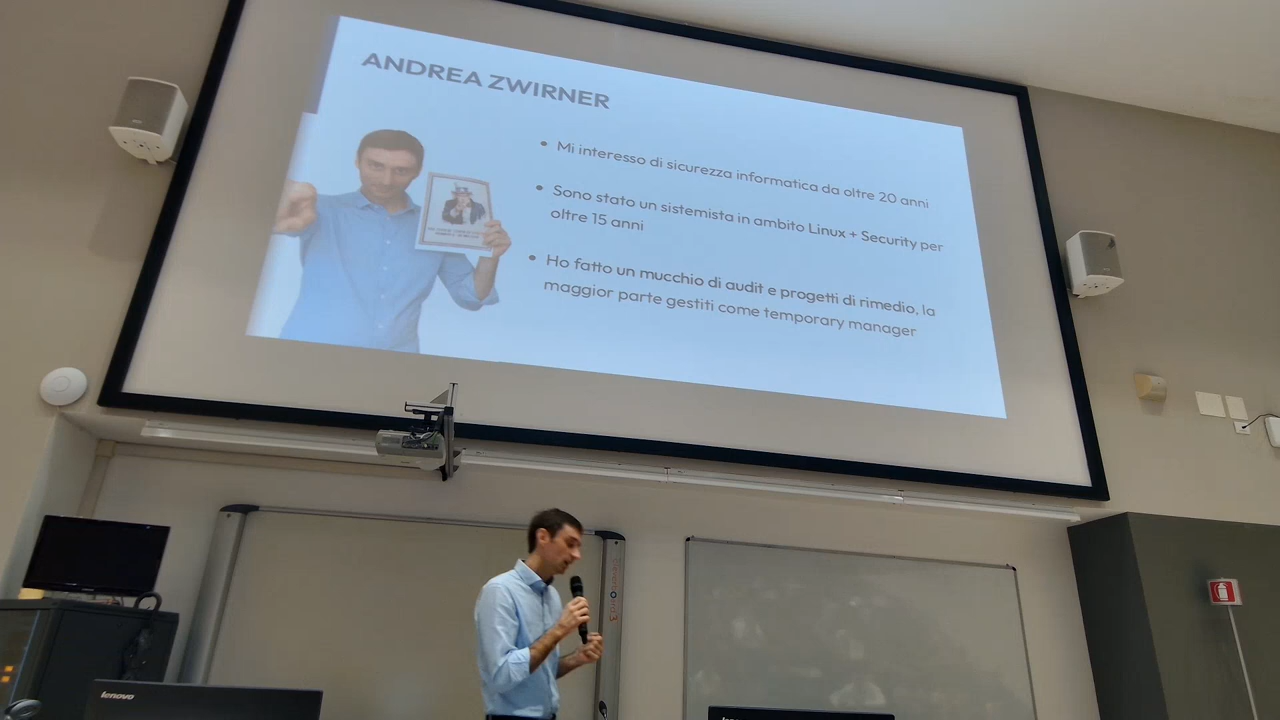 ANDREA ZWIRNER
• Mi interesso di sicurezza informatica da oltre 20 anni
• Sono stato un sistemista in ambito Linux + Security per
oltre 15 anni
• Ho fatto un mucchio di audit e progetti di rimedio, la
maggior parte gestiti come temporary manager
lenovo